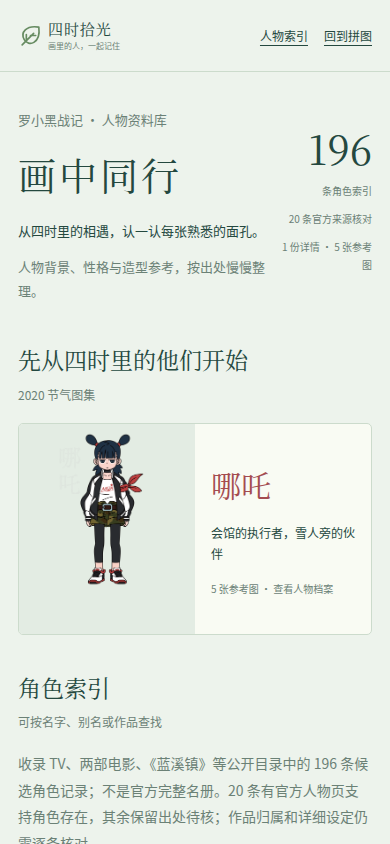 四时拾光
画里的人，一起记住
人物索引
回到拼图
罗小黑战记 · 人物资料库
画中同行
从四时里的相遇，认一认每张熟悉的面孔。
人物背景、性格与造型参考，按出处慢慢整
理。
196
条角色索引
20 条官方来源核对
1 份详情 · 5 张参考
图
先从四时里的他们开始
2020 节气图集
哪
吒
哪吒
会馆的执行者，雪人旁的伙
伴
5 张参考图 · 查看人物档案
角色索引
可按名字、别名或作品查找
收录 TV、两部电影、《蓝溪镇》等公开目录中的 196 条候
选角色记录；不是官方完整名册。20 条有官方人物页支
持角色存在，其余保留出处待核；作品归属和详细设定仍
需逐条核对